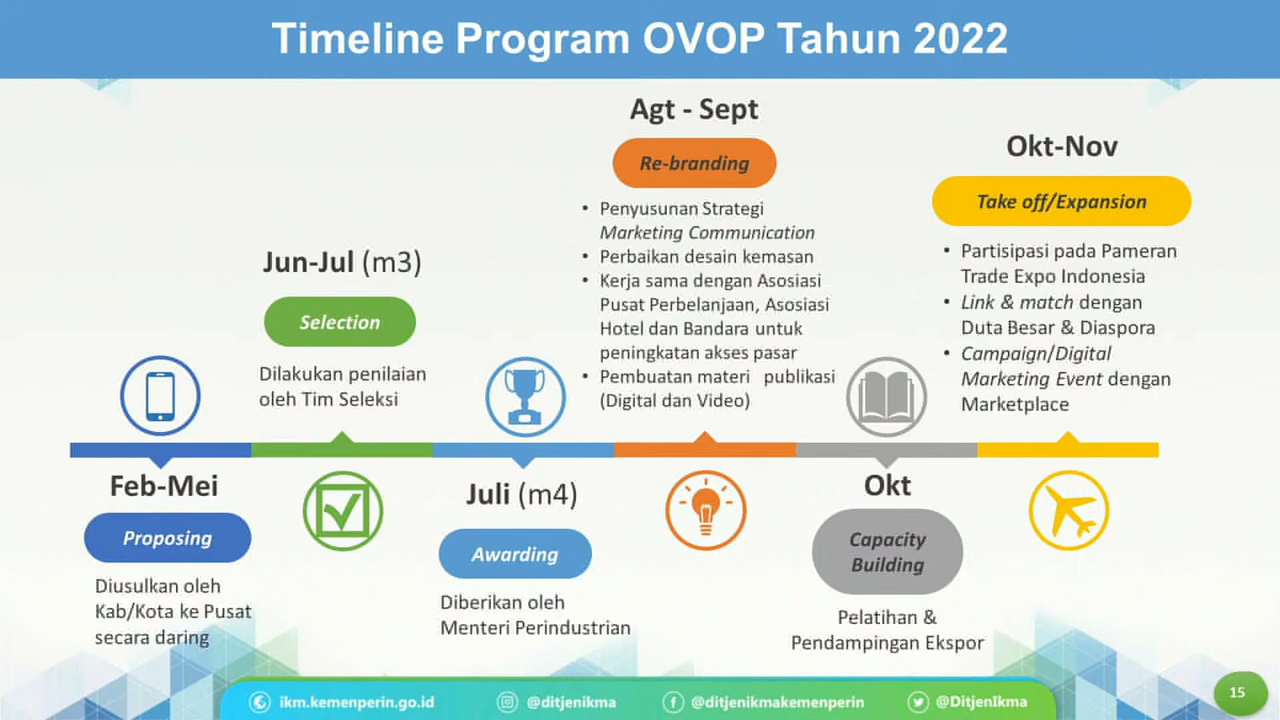 Timeline Program OVOP Tahun 2022
Feb-Mei
Proposing
Diusulkan oleh
Kab/Kota ke Pusat
secara daring
Jun-Jul (m3)
Selection
Dilakukan penilaian
oleh Tim Seleksi
Juli (m4)
Awarding
Diberikan oleh
Menteri Perindustrian
Agt - Sept
Re-branding
• Penyusunan Strategi
Marketing Communication
• Perbaikan desain kemasan
• Kerja sama dengan Asosiasi
Pusat Perbelanjaan, Asosiasi
Hotel dan Bandara untuk
peningkatan akses pasar
• Pembuatan materi publikasi
(Digital dan Video)
Okt
Capacity
Building
Pelatihan &
Pendampingan Ekspor
Okt-Nov
Take off/Expansion
• Partisipasi pada Pameran
Trade Expo Indonesia
• Link & match dengan
Duta Besar & Diaspora
• Campaign/Digital
Marketing Event dengan
Marketplace
ikm.kemenperin.go.id
@ditjenikma
@ditjenikmakemenperin
@DitjenIkma
15